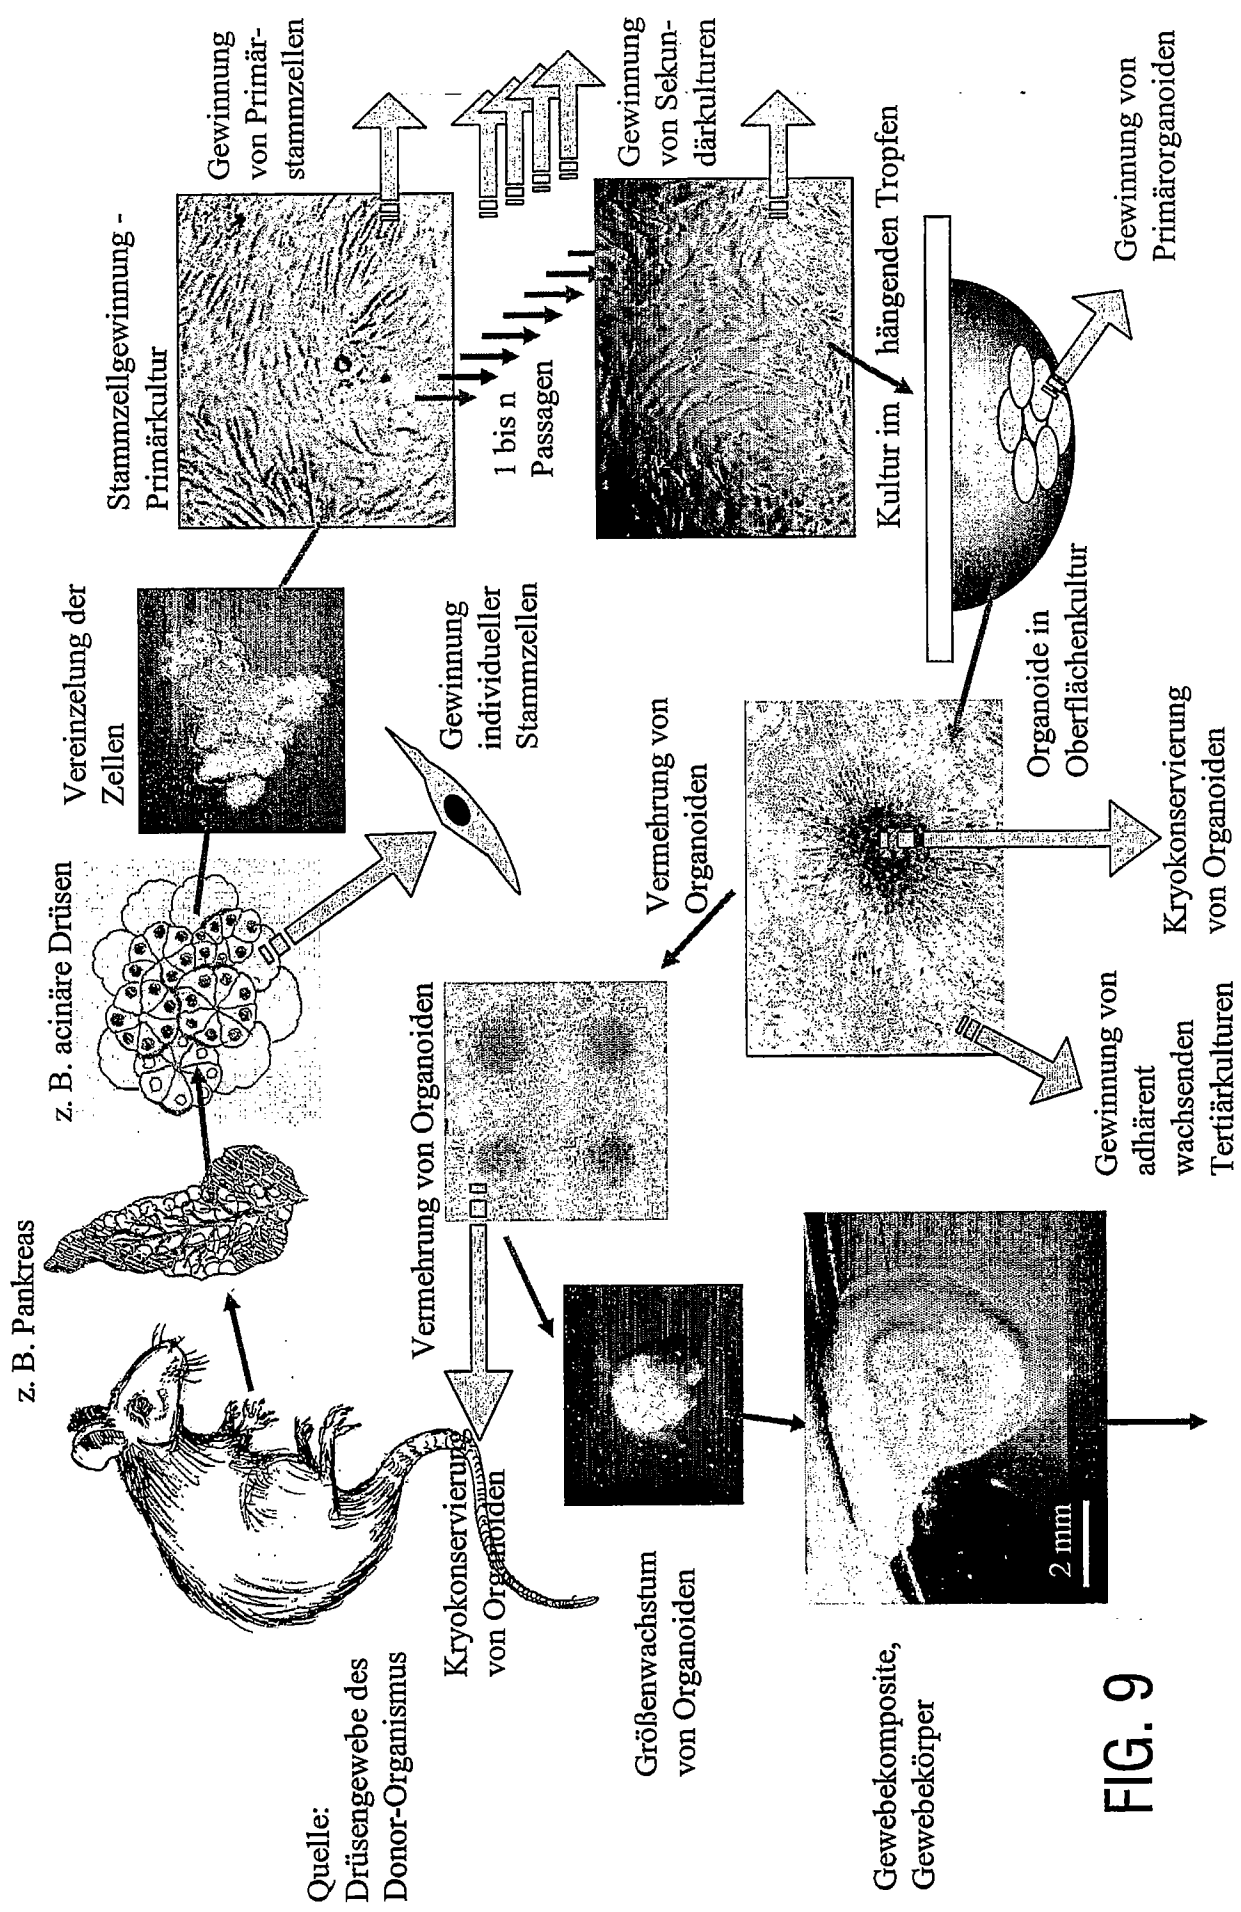 z. B. Pankreas
z. B. acinäre Drüsen
Vereinzelung der
Zellen
Stammzellgewinnung -
Primärkultur
Gewinnung
von Primär-
stammzellen
Quelle:
Drüsengewebe des
Donor-Organismus
Gewinnung
individueller
Stammzellen
1 bis n
Passagen
Gewinnung
von Sekun-
därkulturen
Kryokonservierung
von Organoiden
Vermehrung von Organoiden
Vermehrung von
Organoiden
Kultur im hängenden Tropfen
Größenwachstum
von Organoiden
Organoide in
Oberflächenkultur
Gewinnung von
Primärorganoiden
Gewebekomposite,
Gewebekörper
2 mm
Gewinnung von
adhärent
wachsenden
Tertiärkulturen
Kryokonservierung
von Organoiden
FIG. 9